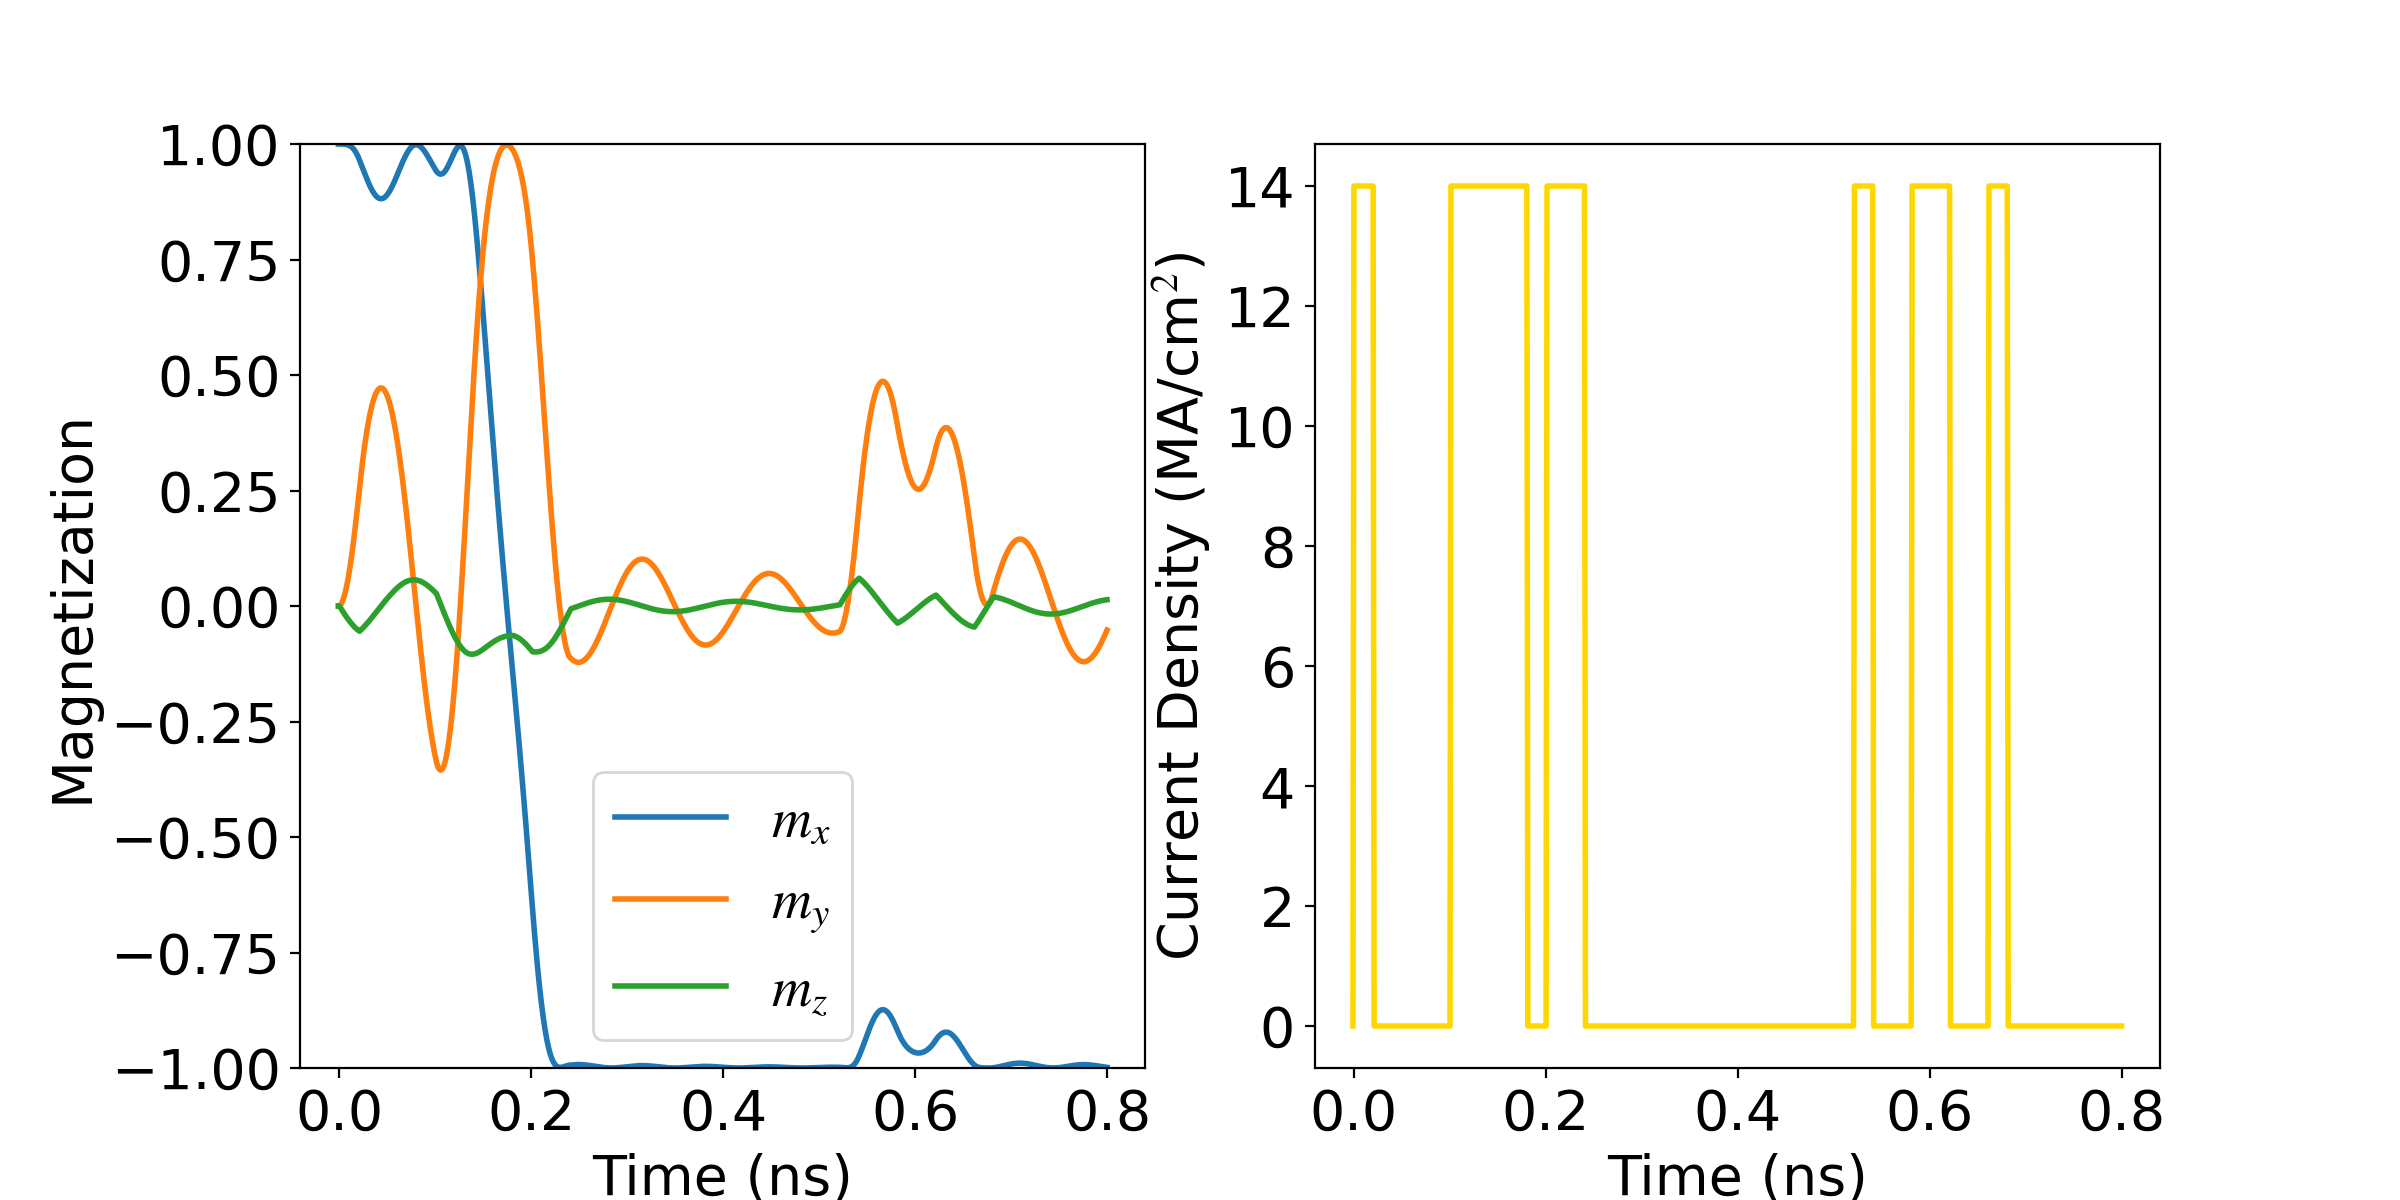 Magnetization
1.00
0.75
0.50
0.25
0.00
−0.25
−0.50
−0.75
−1.00
0.0 0.2 0.4 0.6 0.8
Time (ns)
m_x
m_y
m_z
Current Density (MA/cm²)
14
12
10
8
6
4
2
0
0.0 0.2 0.4 0.6 0.8
Time (ns)